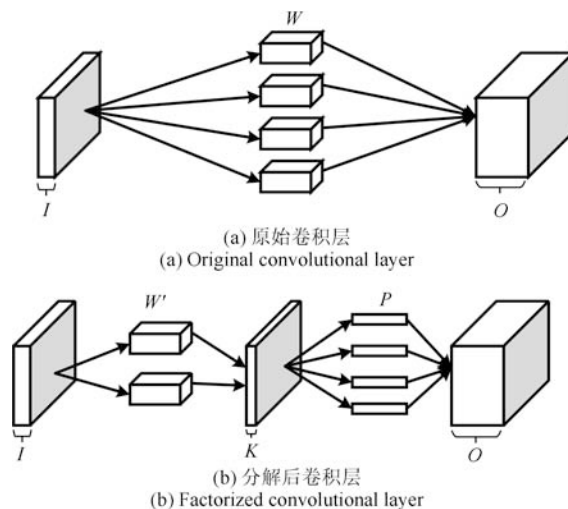 W
I
O
(a) 原始卷积层
(a) Original convolutional layer
W'
P
I
K
O
(b) 分解后卷积层
(b) Factorized convolutional layer